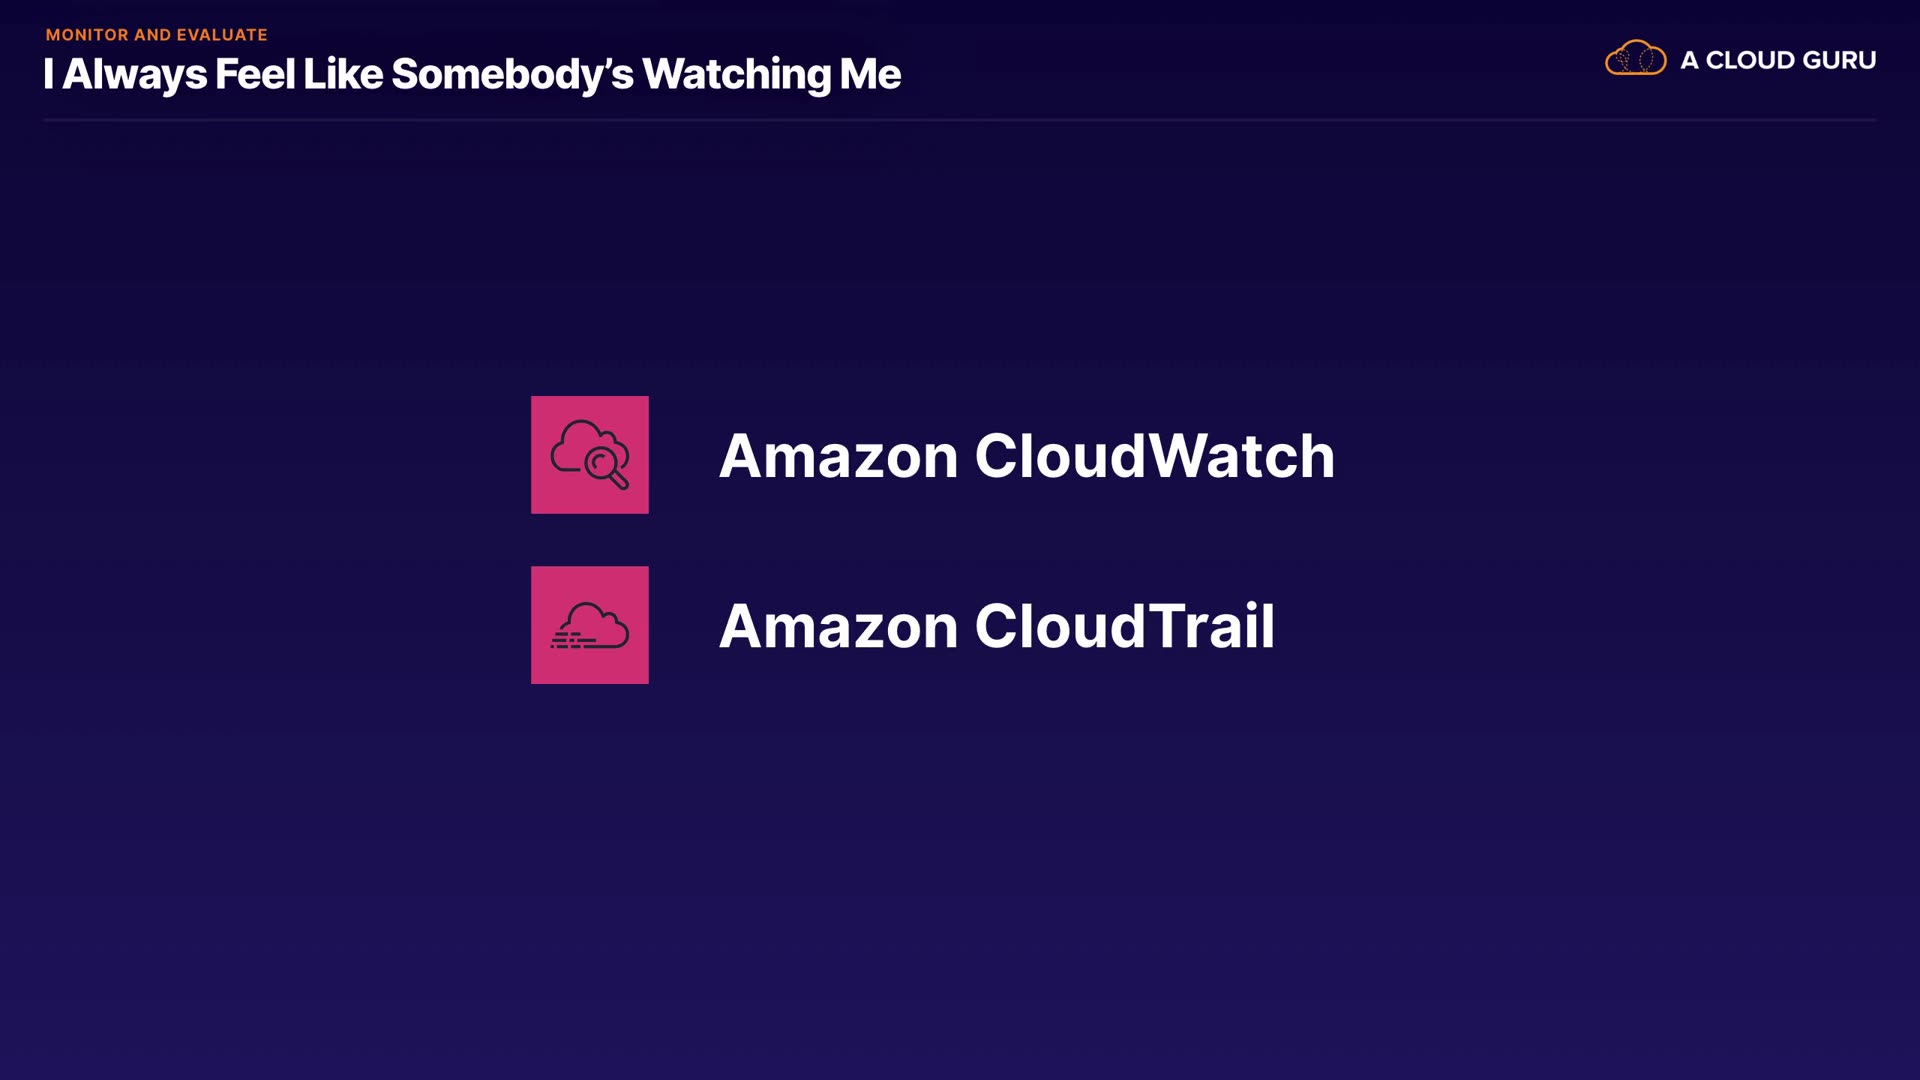 MONITOR AND EVALUATE
I Always Feel Like Somebody’s Watching Me
A CLOUD GURU
Amazon CloudWatch
Amazon CloudTrail